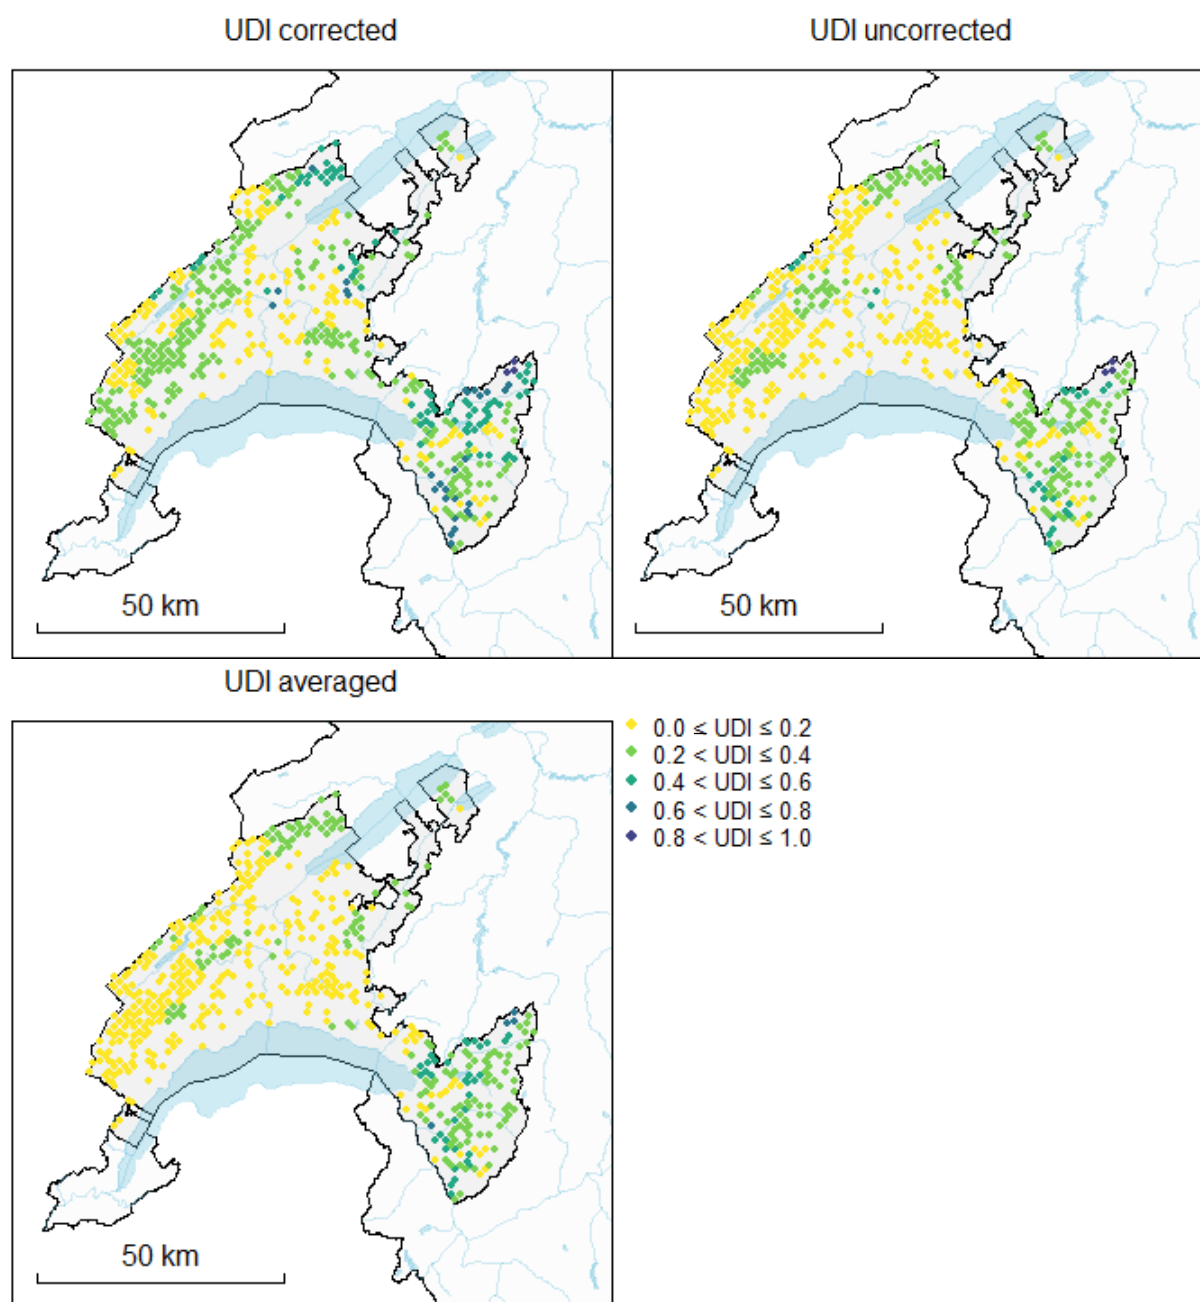 UDI corrected
UDI uncorrected
50 km
50 km
UDI averaged
0.0 ≤ UDI ≤ 0.2
0.2 < UDI ≤ 0.4
0.4 < UDI ≤ 0.6
0.6 < UDI ≤ 0.8
0.8 < UDI ≤ 1.0
50 km